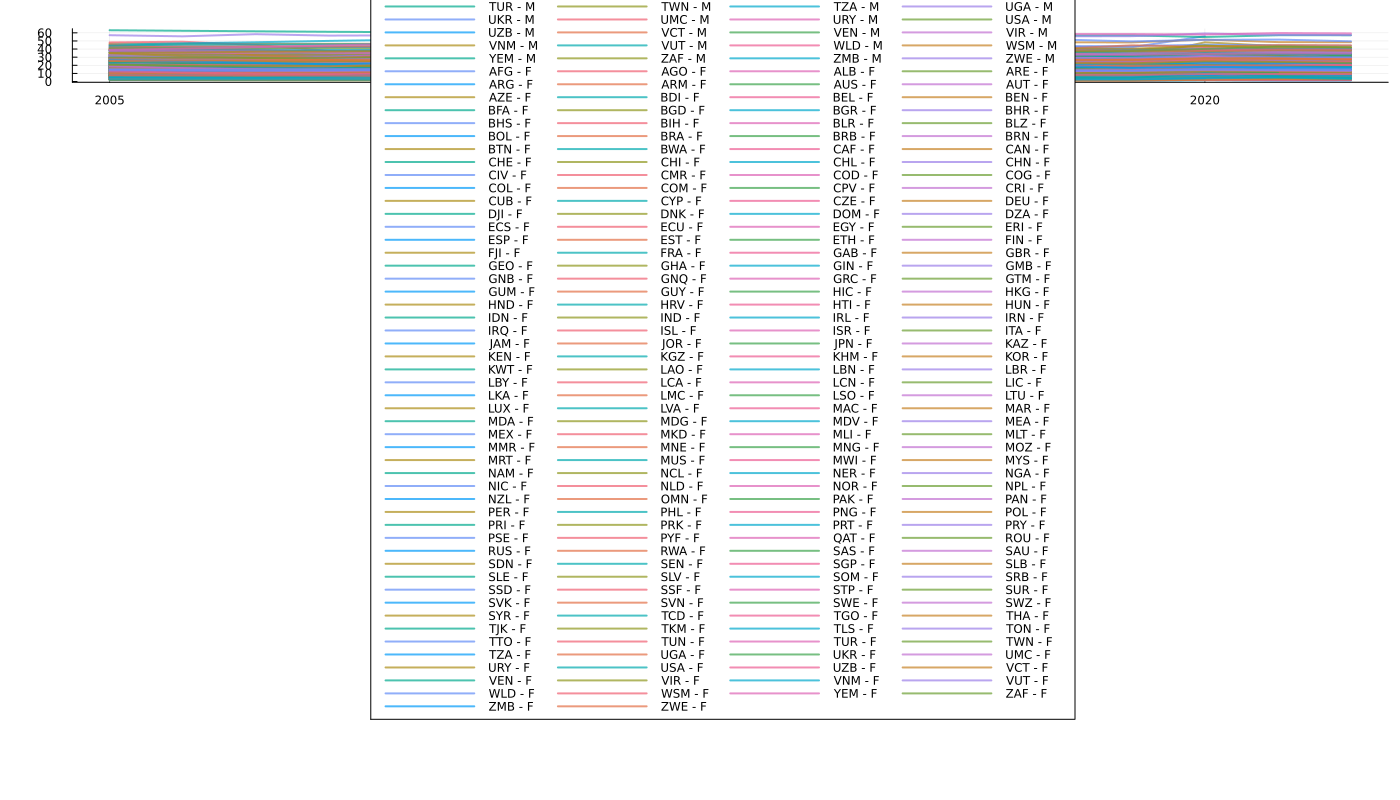 TUR - M TWN - M TZA - M UGA - M
UKR - M UMC - M URY - M USA - M
UZB - M VCT - M VEN - M VIR - M
VNM - M VUT - M WLD - M WSM - M
YEM - M ZAF - M ZMB - M ZWE - M
AFG - F AGO - F ALB - F ARE - F
ARG - F ARM - F AUS - F AUT - F
AZE - F BDI - F BEL - F BEN - F
BFA - F BGD - F BGR - F BHR - F
BHS - F BIH - F BLR - F BLZ - F
BOL - F BRA - F BRB - F BRN - F
BTN - F BWA - F CAF - F CAN - F
CHE - F CHI - F CHL - F CHN - F
CIV - F CMR - F COD - F COG - F
COL - F COM - F CPV - F CRI - F
CUB - F CYP - F CZE - F DEU - F
DJI - F DNK - F DOM - F DZA - F
ECS - F ECU - F EGY - F ERI - F
ESP - F EST - F ETH - F FIN - F
FJI - F FRA - F GAB - F GBR - F
GEO - F GHA - F GIN - F GMB - F
GNB - F GNQ - F GRC - F GTM - F
GUM - F GUY - F HIC - F HKG - F
HND - F HRV - F HTI - F HUN - F
IDN - F IND - F IRL - F IRN - F
IRQ - F ISL - F ISR - F ITA - F
JAM - F JOR - F JPN - F KAZ - F
KEN - F KGZ - F KHM - F KOR - F
KWT - F LAO - F LBN - F LBR - F
LBY - F LCA - F LCN - F LIC - F
LKA - F LMC - F LSO - F LTU - F
LUX - F LVA - F MAC - F MAR - F
MDA - F MDG - F MDV - F MEA - F
MEX - F MKD - F MLI - F MLT - F
MMR - F MNE - F MNG - F MOZ - F
MRT - F MUS - F MWI - F MYS - F
NAM - F NCL - F NER - F NGA - F
NIC - F NLD - F NOR - F NPL - F
NZL - F OMN - F PAK - F PAN - F
PER - F PHL - F PNG - F POL - F
PRI - F PRK - F PRT - F PRY - F
PSE - F PYF - F QAT - F ROU - F
RUS - F RWA - F SAS - F SAU - F
SDN - F SEN - F SGP - F SLB - F
SLE - F SLV - F SOM - F SRB - F
SSD - F SSF - F STP - F SUR - F
SVK - F SVN - F SWE - F SWZ - F
SYR - F TCD - F TGO - F THA - F
TJK - F TKM - F TLS - F TON - F
TTO - F TUN - F TUR - F TWN - F
TZA - F UGA - F UKR - F UMC - F
URY - F USA - F UZB - F VCT - F
VEN - F VIR - F VNM - F VUT - F
WLD - F WSM - F YEM - F ZAF - F
ZMB - F ZWE - F
60
50
40
30
20
10
0
2005 2020